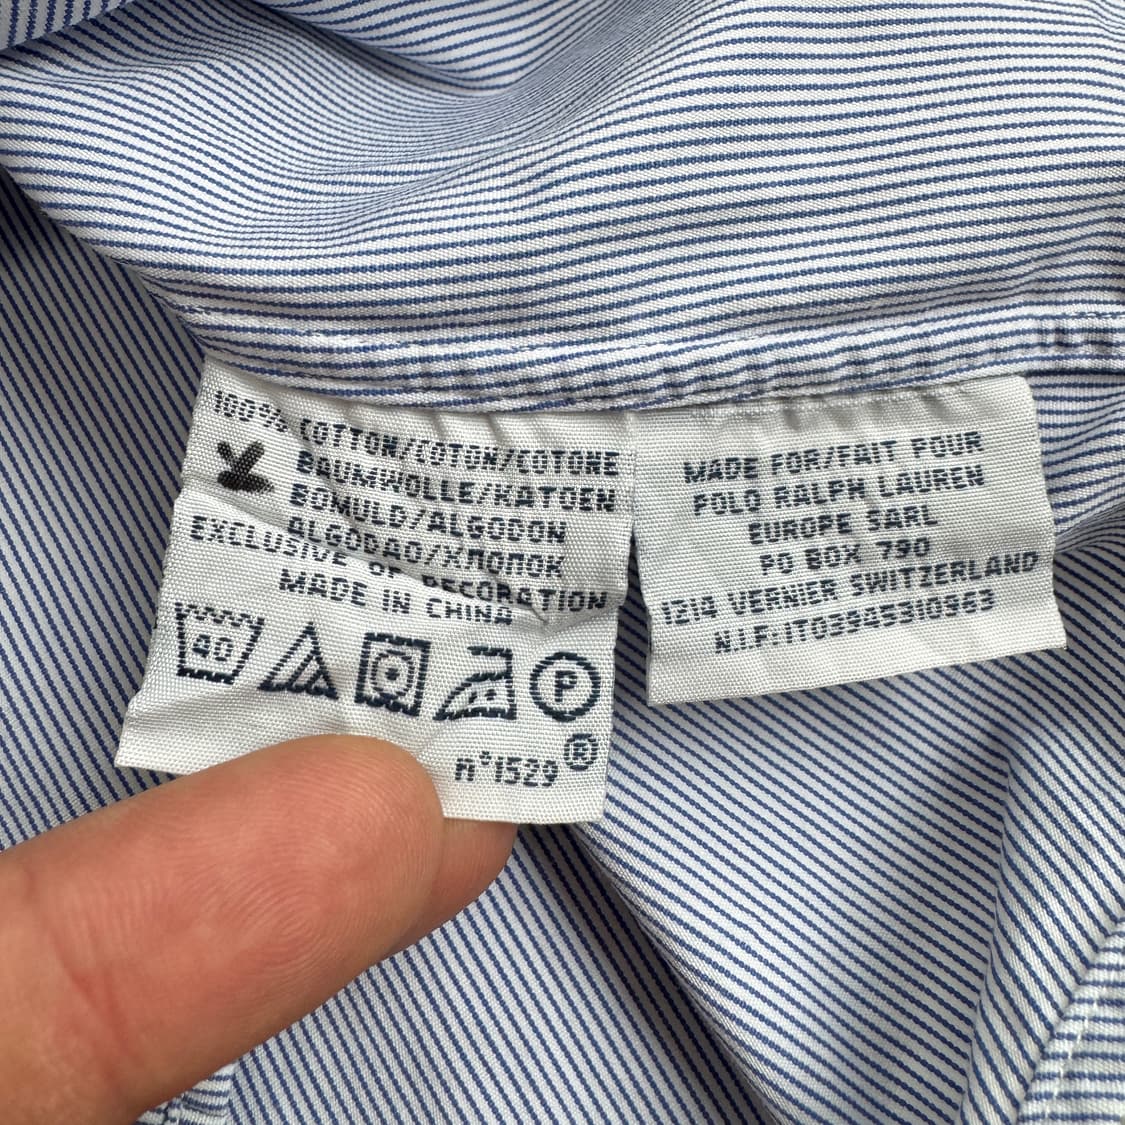 100% COTTON/COTON/COTONE
BAUMWOLLE/KATOEN
BOMULD/ALGODON
ALGODAO/ХЛОПОК
EXCLUSIVE OF DECORATION
MADE IN CHINA
40
P
®
n°1529
MADE FOR/FAIT POUR
POLO RALPH LAUREN
EUROPE SARL
PO BOX 790
1214 VERNIER SWITZERLAND
N.I.F: IT03945310963